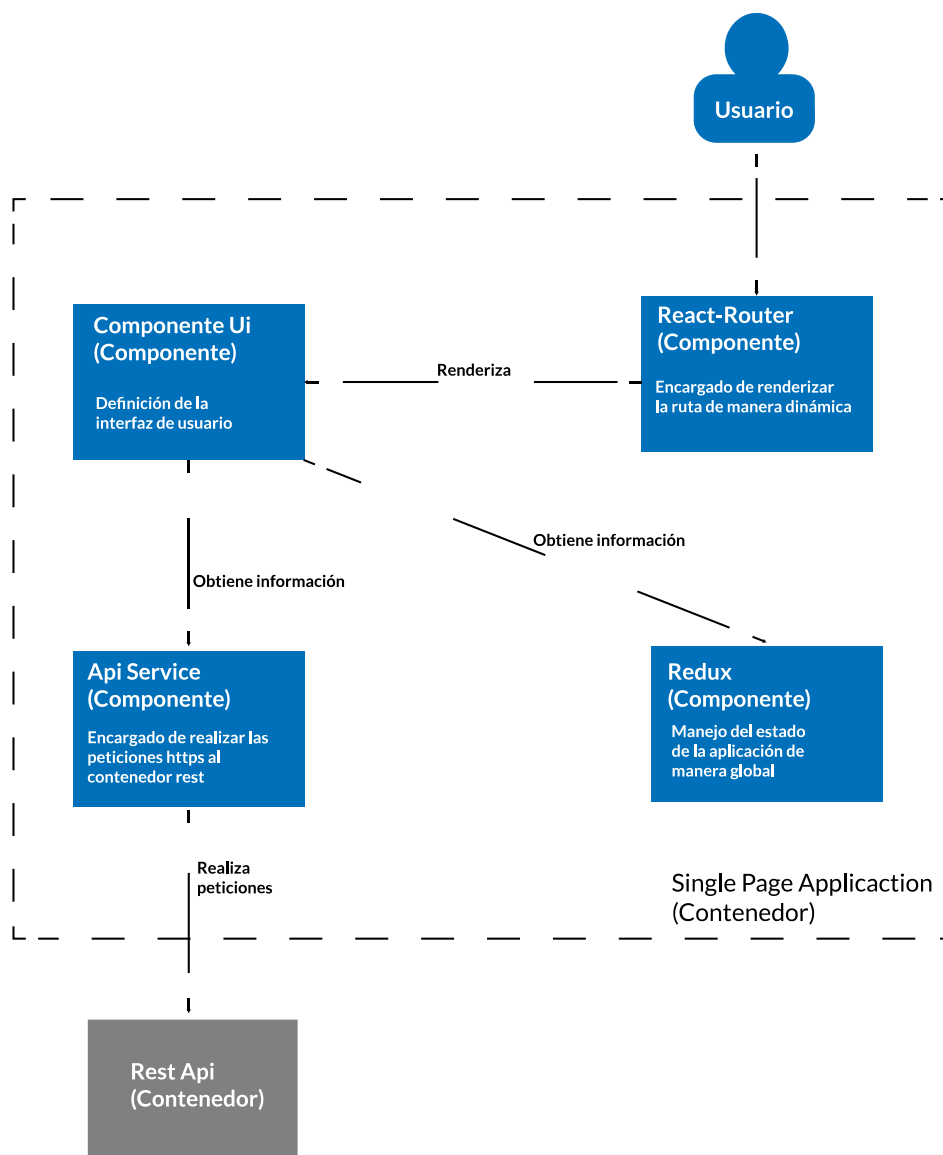 Usuario
Componente Ui
(Componente)
Definición de la
interfaz de usuario
Renderiza
React-Router
(Componente)
Encargado de renderizar
la ruta de manera dinámica
Obtiene información
Obtiene información
Api Service
(Componente)
Encargado de realizar las
peticiones https al
contenedor rest
Redux
(Componente)
Manejo del estado
de la aplicación de
manera global
Realiza
peticiones
Single Page Applicaction
(Contenedor)
Rest Api
(Contenedor)